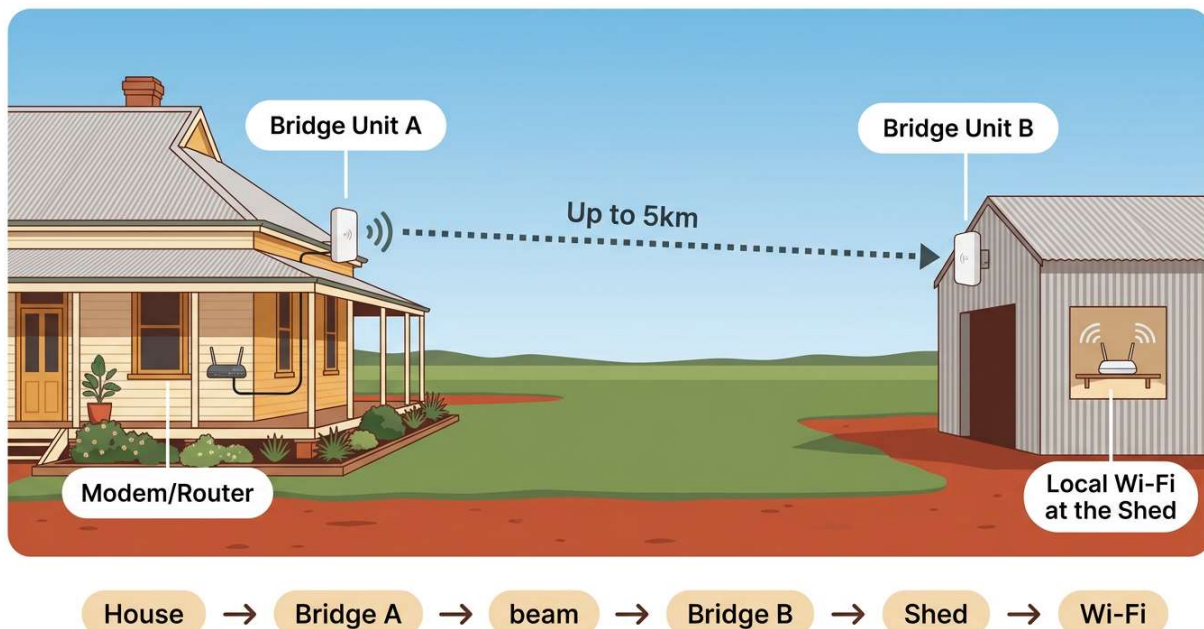 Bridge Unit A
Bridge Unit B
Up to 5km
Modem/Router
Local Wi-Fi
at the Shed
House → Bridge A → beam → Bridge B → Shed → Wi-Fi